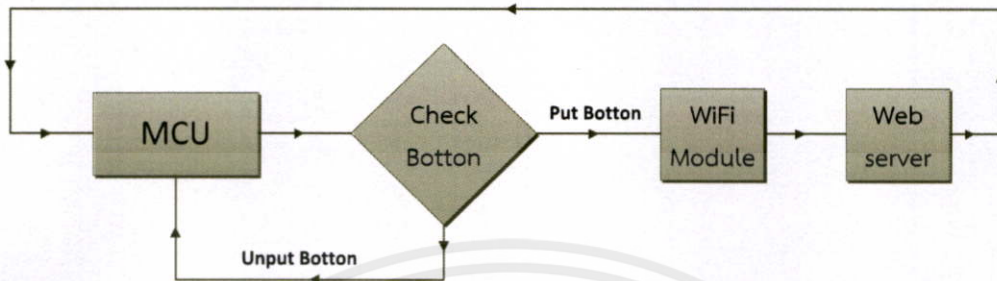 MCU
Check
Botton
Put Botton
WiFi
Module
Web
server
Unput Botton